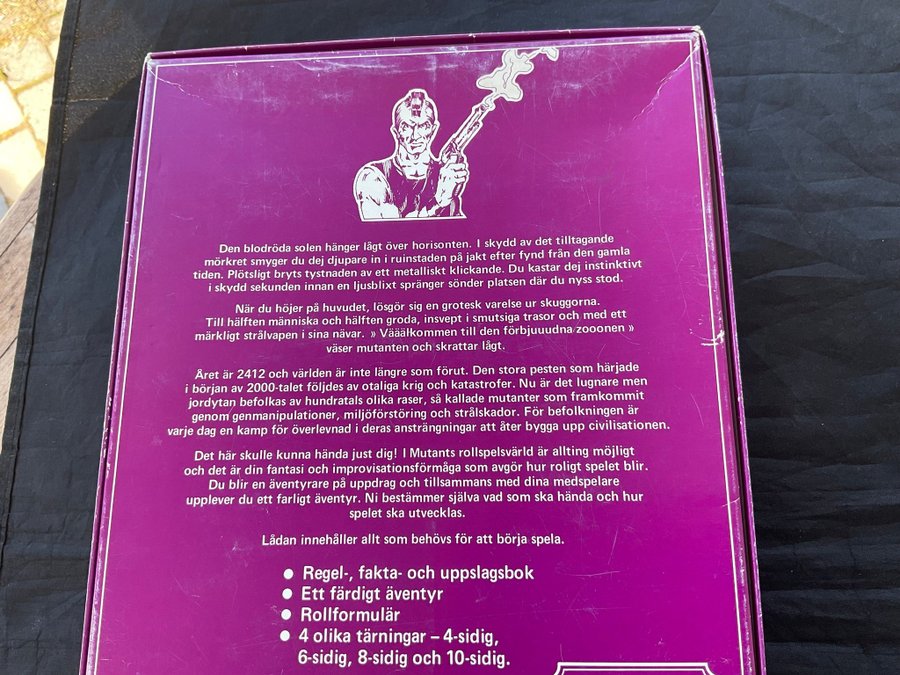 Den blodröda solen hänger lågt över horisonten. I skydd av det tilltagande
mörkret smyger du dej djupare in i ruinstaden på jakt efter fynd från den gamla
tiden. Plötsligt bryts tystnaden av ett metalliskt klickande. Du kastar dej instinktivt
i skydd sekunden innan en ljusblixt spränger sönder platsen där du nyss stod.
När du höjer på huvudet, lösgör sig en grotesk varelse ur skuggorna.
Till hälften människa och hälften groda, insvept i smutsiga trasor och med ett
märkligt strålvapen i sina nävar. » Vääälkommen till den förbjuuudna zooonen »
väser mutanten och skrattar lågt.
Året är 2412 och världen är inte längre som förut. Den stora pesten som härjade
i början av 2000-talet följdes av otaliga krig och katastrofer. Nu är det lugnare men
jordytan befolkas av hundratals olika raser, så kallade mutanter som framkommit
genom genmanipulationer, miljöförstöring och strålskador. För befolkningen är
varje dag en kamp för överlevnad i deras ansträngningar att åter bygga upp civilisationen.
Det här skulle kunna hända just dig! I Mutants rollspelsvärld är allting möjligt
och det är din fantasi och improvisationsförmåga som avgör hur roligt spelet blir.
Du blir en äventyrare på uppdrag och tillsammans med dina medspelare
upplever du ett farligt äventyr. Ni bestämmer själva vad som ska hända och hur
spelet ska utvecklas.
Lådan innehåller allt som behövs för att börja spela.
● Regel-, fakta- och uppslagsbok
● Ett färdigt äventyr
● Rollformulär
● 4 olika tärningar – 4-sidig,
6-sidig, 8-sidig och 10-sidig.